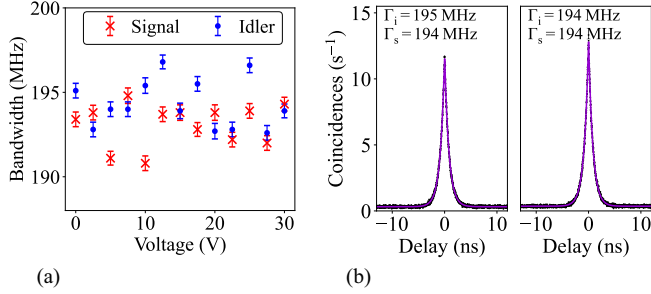 200
195
190
Bandwidth (MHz)
Signal
Idler
0
10
20
30
Voltage (V)
(a)
Γi = 195 MHz
Γs = 194 MHz
Γi = 194 MHz
Γs = 194 MHz
15
10
5
0
Coincidences (s⁻¹)
−10
0
10
Delay (ns)
−10
0
10
Delay (ns)
(b)